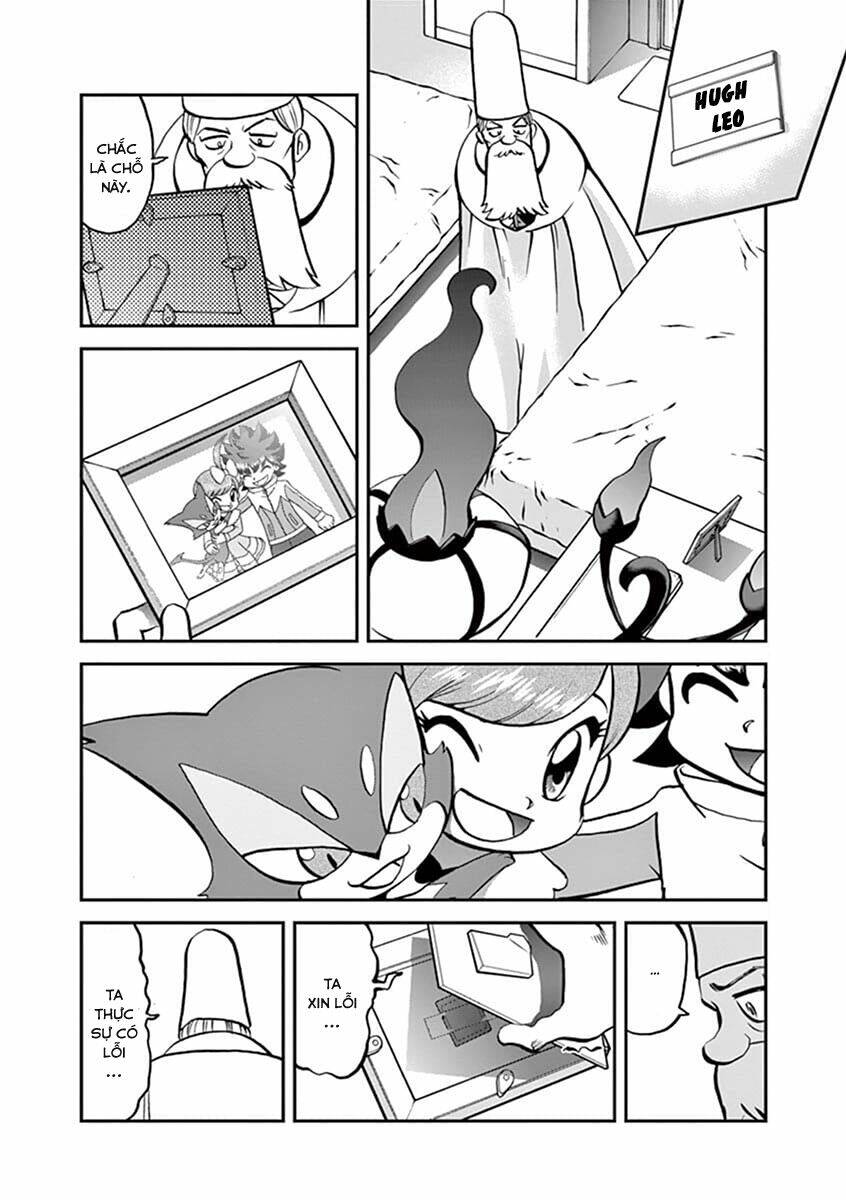 HUGH
LEO
CHẮC
LÀ CHỖ
NÀY.
...
TA
XIN LỖI
...
TA
THỰC
SỰ CÓ
LỖI
...